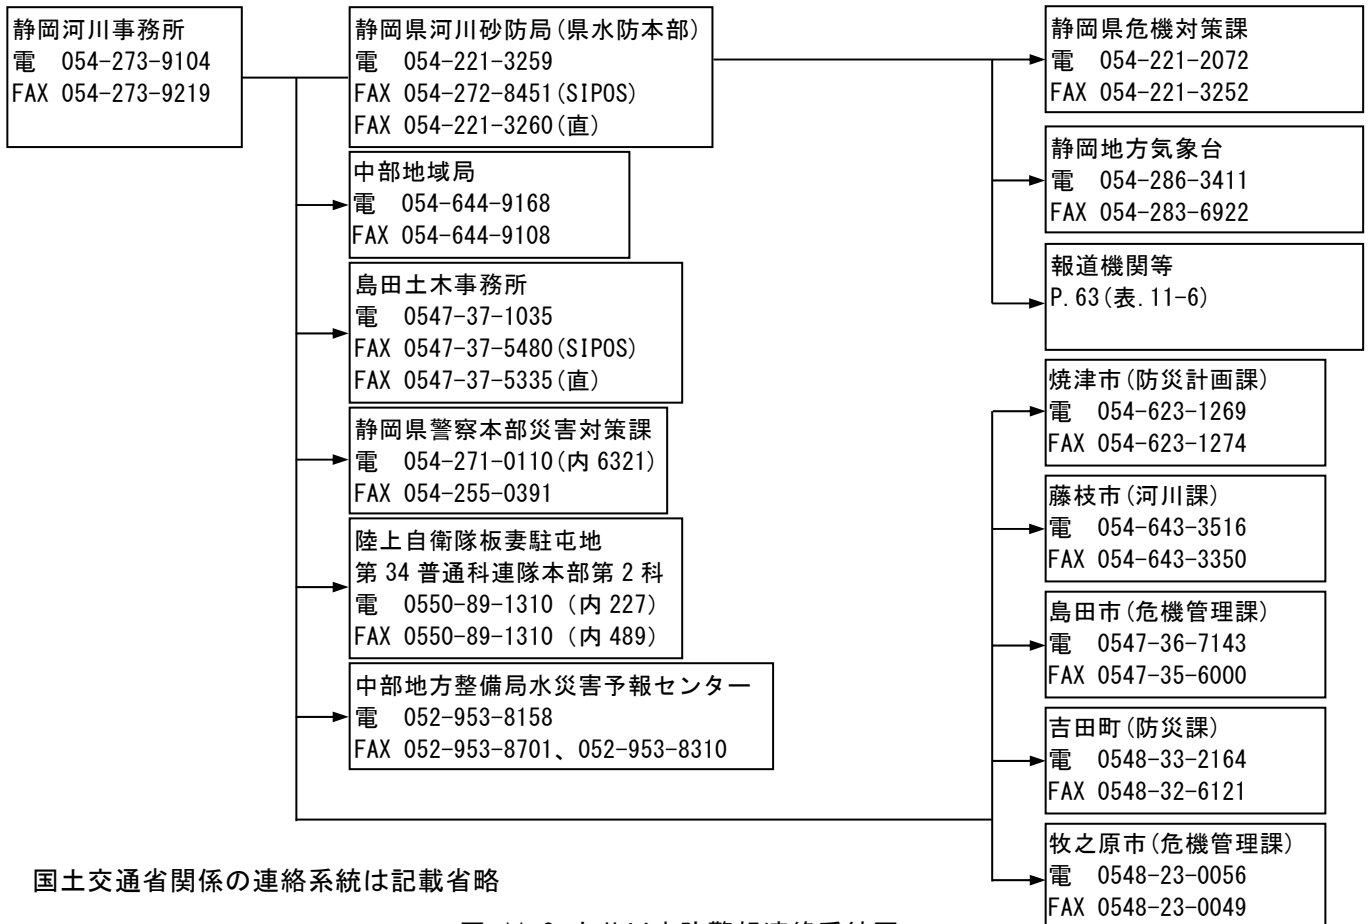 静岡河川事務所
電 054-273-9104
FAX 054-273-9219
静岡県河川砂防局(県水防本部)
電 054-221-3259
FAX 054-272-8451(SIPOS)
FAX 054-221-3260(直)
中部地域局
電 054-644-9168
FAX 054-644-9108
島田土木事務所
電 0547-37-1035
FAX 0547-37-5480(SIPOS)
FAX 0547-37-5335(直)
静岡県警察本部災害対策課
電 054-271-0110(内 6321)
FAX 054-255-0391
陸上自衛隊板妻駐屯地
第 34 普通科連隊本部第 2 科
電 0550-89-1310 (内 227)
FAX 0550-89-1310 (内 489)
中部地方整備局水災害予報センター
電 052-953-8158
FAX 052-953-8701、052-953-8310
静岡県危機対策課
電 054-221-2072
FAX 054-221-3252
静岡地方気象台
電 054-286-3411
FAX 054-283-6922
報道機関等
P.63(表.11-6)
焼津市(防災計画課)
電 054-623-1269
FAX 054-623-1274
藤枝市(河川課)
電 054-643-3516
FAX 054-643-3350
島田市(危機管理課)
電 0547-36-7143
FAX 0547-35-6000
吉田町(防災課)
電 0548-33-2164
FAX 0548-32-6121
牧之原市(危機管理課)
電 0548-23-0056
FAX 0548-23-0049
国土交通省関係の連絡系統は記載省略